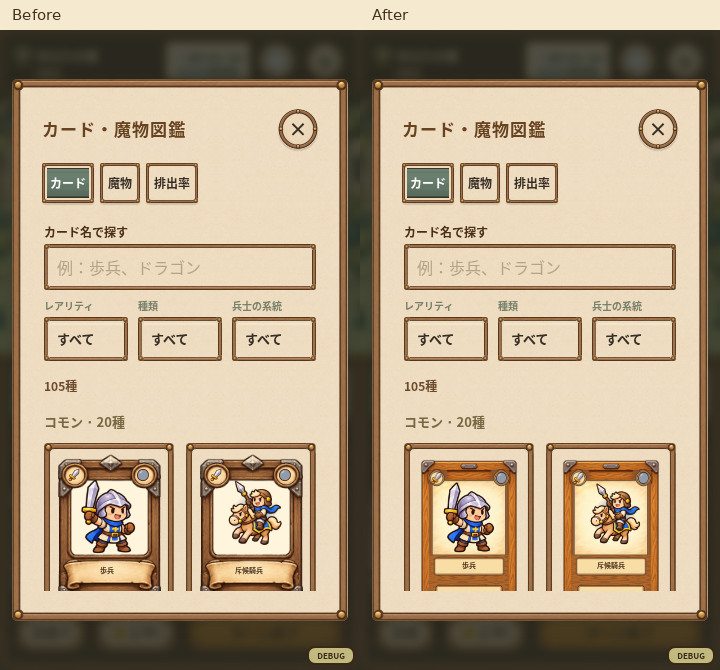 Before
After
カード・魔物図鑑
カード 魔物 排出率
カード名で探す
例：歩兵、ドラゴン
レアリティ 種類 兵士の系統
すべて すべて すべて
105種
コモン・20種
歩兵 斥候騎兵
DEBUG
カード・魔物図鑑
カード 魔物 排出率
カード名で探す
例：歩兵、ドラゴン
レアリティ 種類 兵士の系統
すべて すべて すべて
105種
コモン・20種
歩兵 斥候騎兵
DEBUG